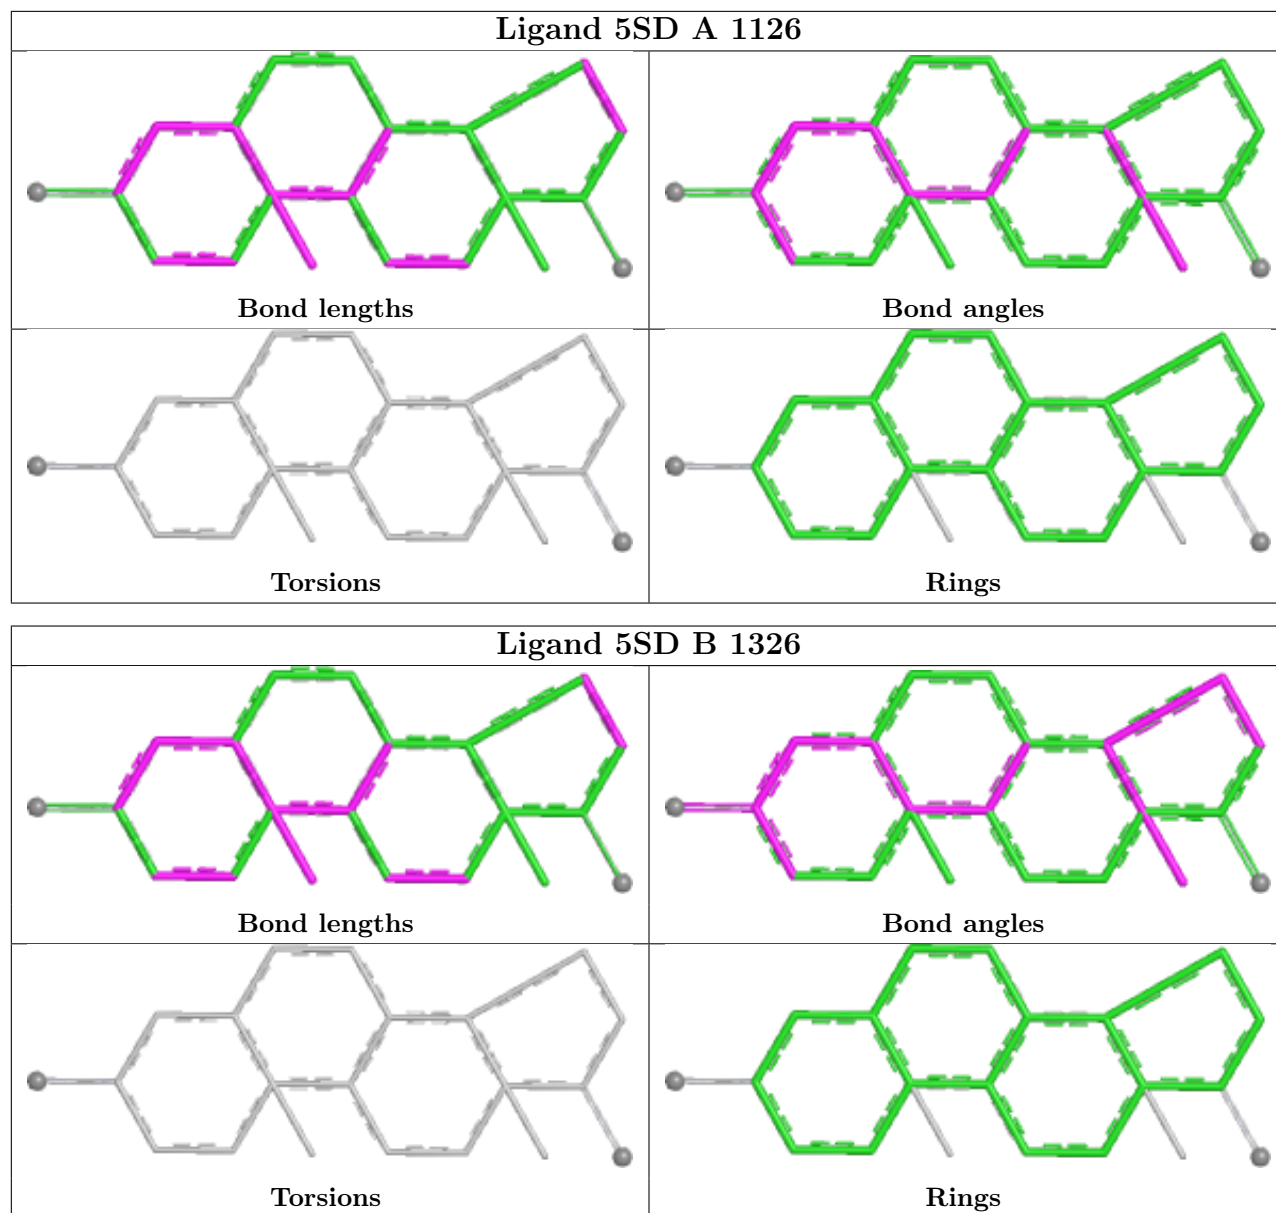 Ligand 5SD A 1126
Bond lengths
Bond angles
Torsions
Rings
Ligand 5SD B 1326
Bond lengths
Bond angles
Torsions
Rings